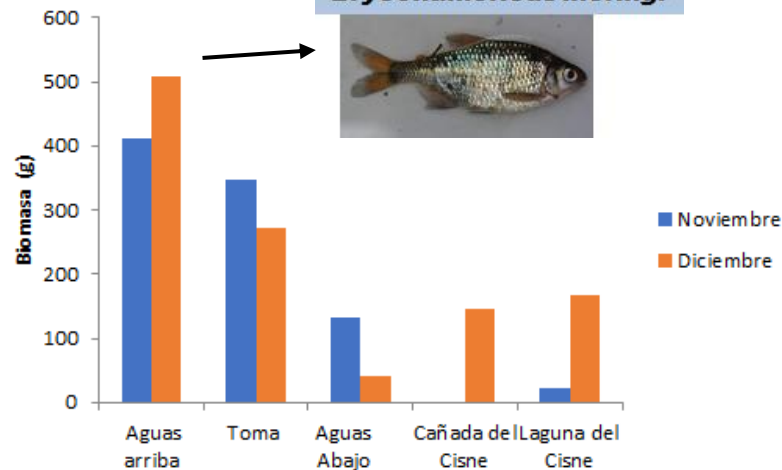 600
500
400
300
200
100
0
Biomasa (g)
Noviembre
Diciembre
Aguas arriba
Toma
Aguas Abajo
Cañada del Cisne
Laguna del Cisne